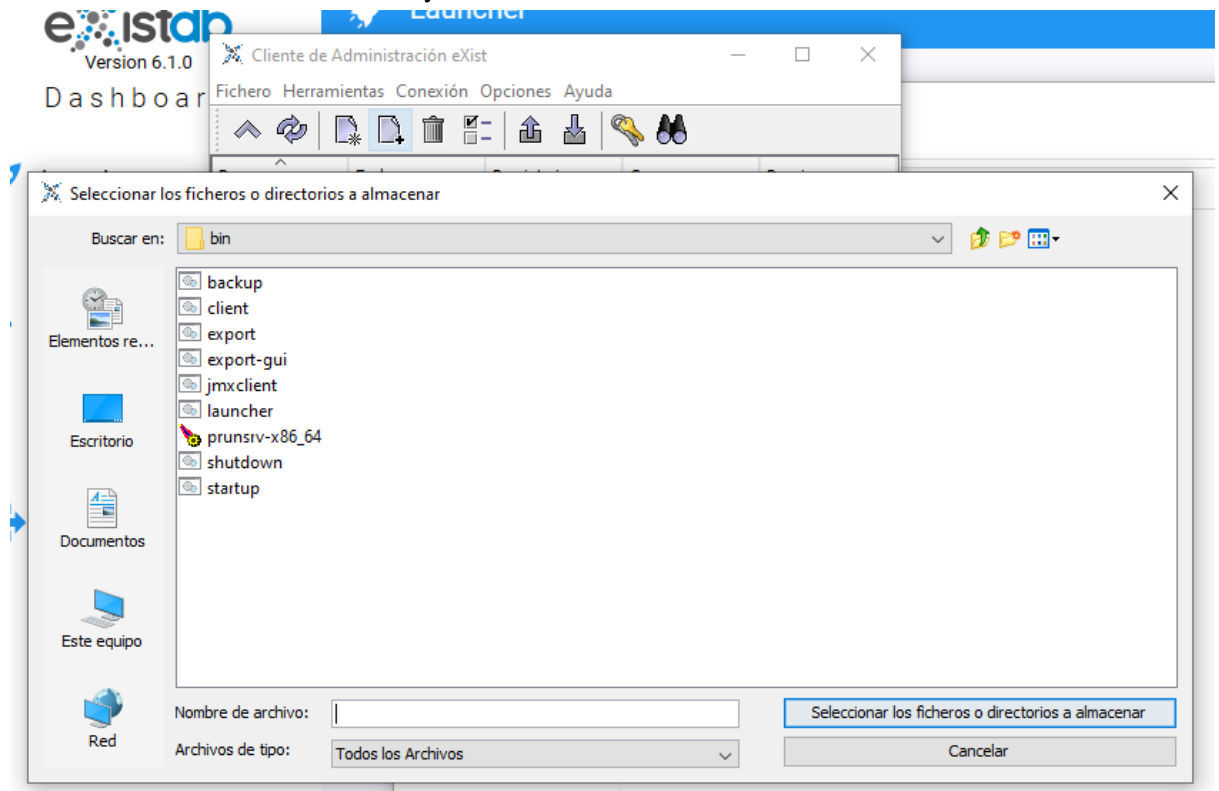 eXistdb
Launcher
Version 6.1.0
Dashboar
Cliente de Administración eXist
Fichero Herramientas Conexión Opciones Ayuda
Seleccionar los ficheros o directorios a almacenar
Buscar en:
bin
backup
client
export
export-gui
jmxclient
launcher
prunsrv-x86_64
shutdown
startup
Elementos re...
Escritorio
Documentos
Este equipo
Red
Nombre de archivo:
Seleccionar los ficheros o directorios a almacenar
Archivos de tipo:
Todos los Archivos
Cancelar